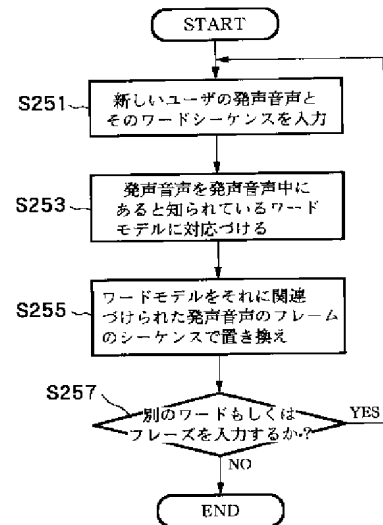 START
S251
新しいユーザの発声音声と
そのワードシーケンスを入力
S253
発声音声を発声音声中に
あると知られているワード
モデルに対応づける
S255
ワードモデルをそれに関連
づけられた発声音声のフレーム
のシーケンスで置き換え
S257
別のワードもしくは
フレーズを入力するか?
YES
NO
END